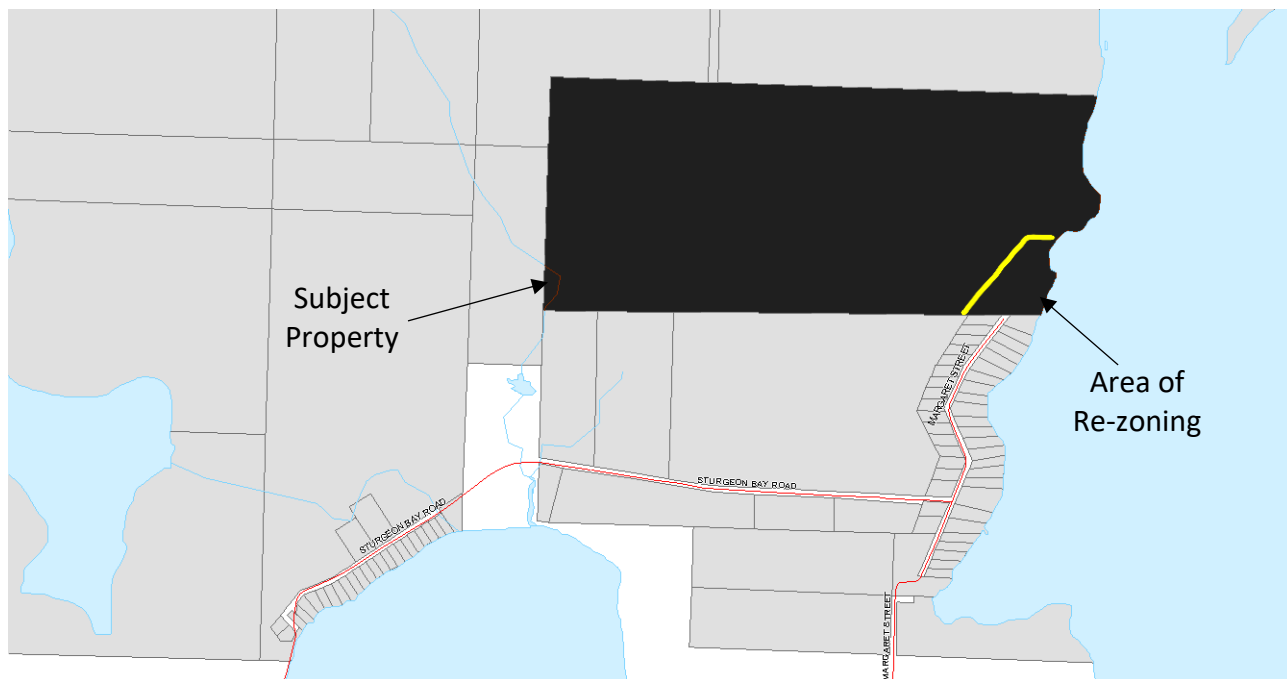 Subject
Property
Area of
Re-zoning
MARGARET STREET
STURGEON BAY ROAD
STURGEON BAY ROAD
MARGARET STREET